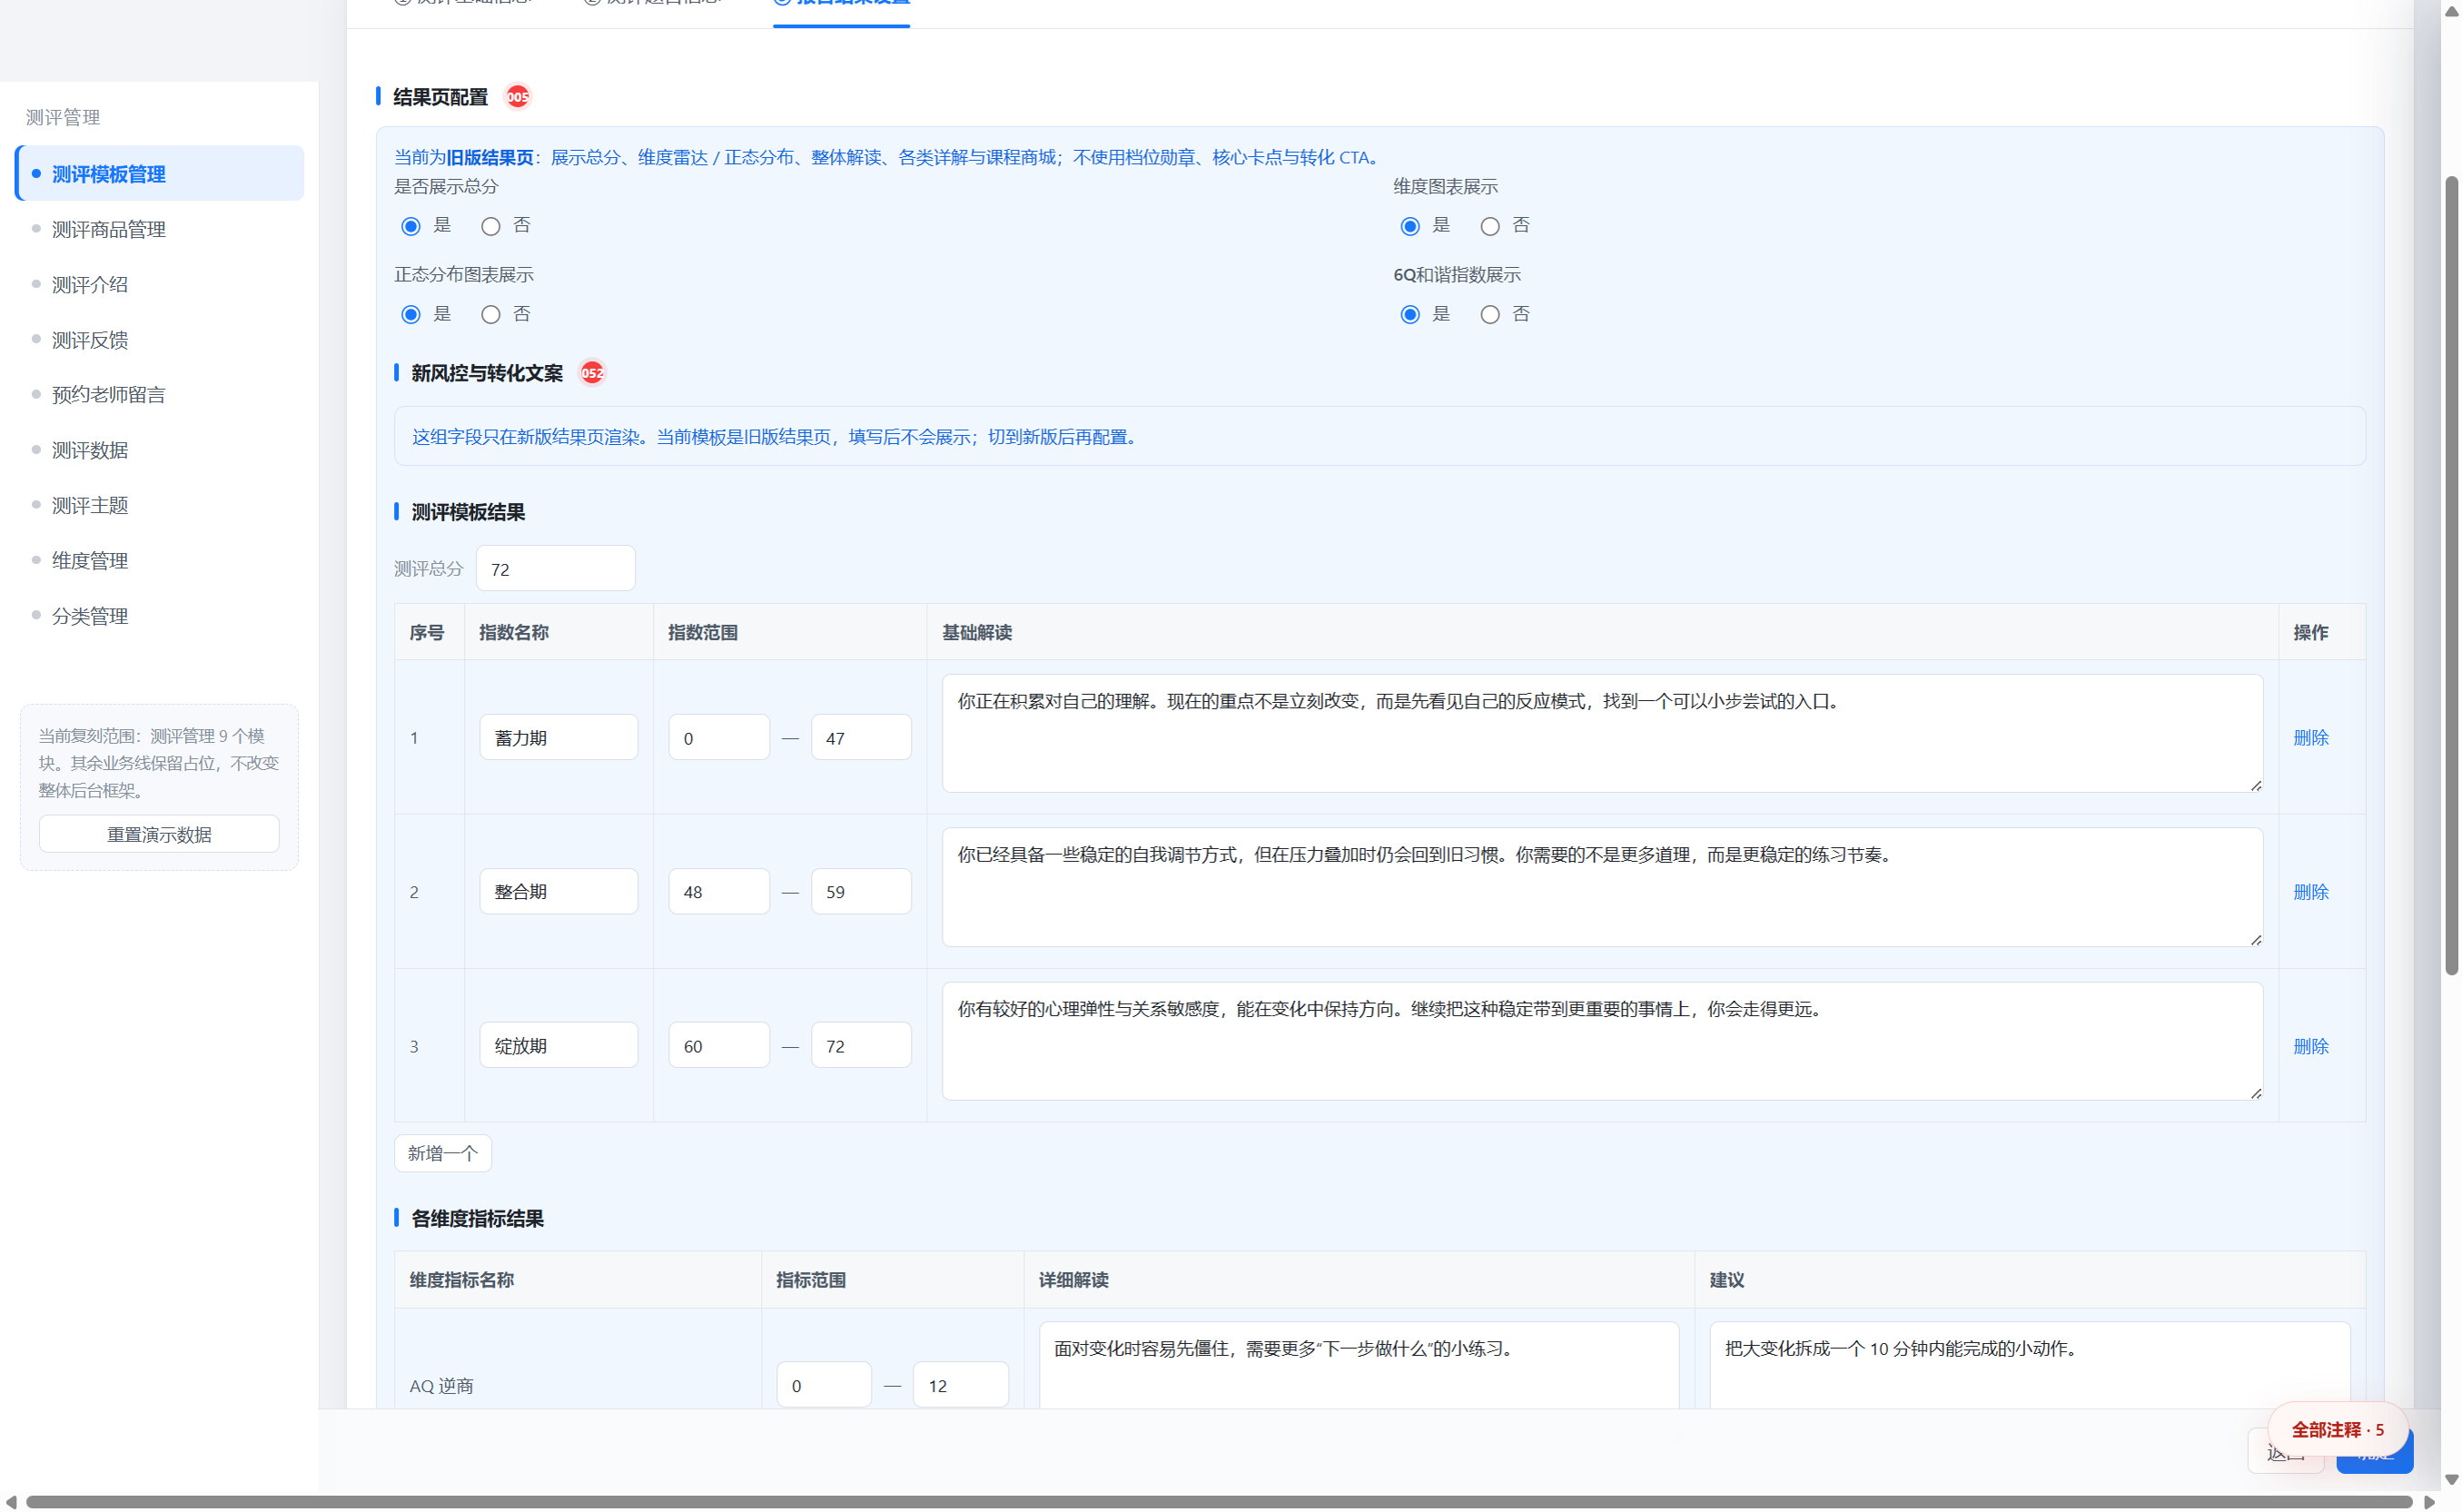 测评管理
测评模板管理
测评商品管理
测评介绍
测评反馈
预约老师留言
测评数据
测评主题
维度管理
分类管理
当前复刻范围：测评管理 9 个模
块。其余业务线保留占位，不改变
整体后台框架。
重置演示数据
结果页配置 005
当前为旧版结果页：展示总分、维度雷达 / 正态分布、整体解读、各类详解与课程商城；不使用档位勋章、核心卡点与转化 CTA。
是否展示总分 维度图表展示
是 否 是 否
正态分布图表展示 6Q和谐指数展示
是 否 是 否
新风控与转化文案 052
这组字段只在新版结果页渲染。当前模板是旧版结果页，填写后不会展示；切到新版后再配置。
测评模板结果
测评总分 72
序号 指数名称 指数范围 基础解读 操作
1 蓄力期 0 — 47 你正在积累对自己的理解。现在的重点不是立刻改变，而是先看见自己的反应模式，找到一个可以小步尝试的入口。 删除
2 整合期 48 — 59 你已经具备一些稳定的自我调节方式，但在压力叠加时仍会回到旧习惯。你需要的不是更多道理，而是更稳定的练习节奏。 删除
3 绽放期 60 — 72 你有较好的心理弹性与关系敏感度，能在变化中保持方向。继续把这种稳定带到更重要的事情上，你会走得更远。 删除
新增一个
各维度指标结果
维度指标名称 指标范围 详细解读 建议
AQ 逆商 0 — 12 面对变化时容易先僵住，需要更多“下一步做什么”的小练习。 把大变化拆成一个 10 分钟内能完成的小动作。
全部注释 · 5